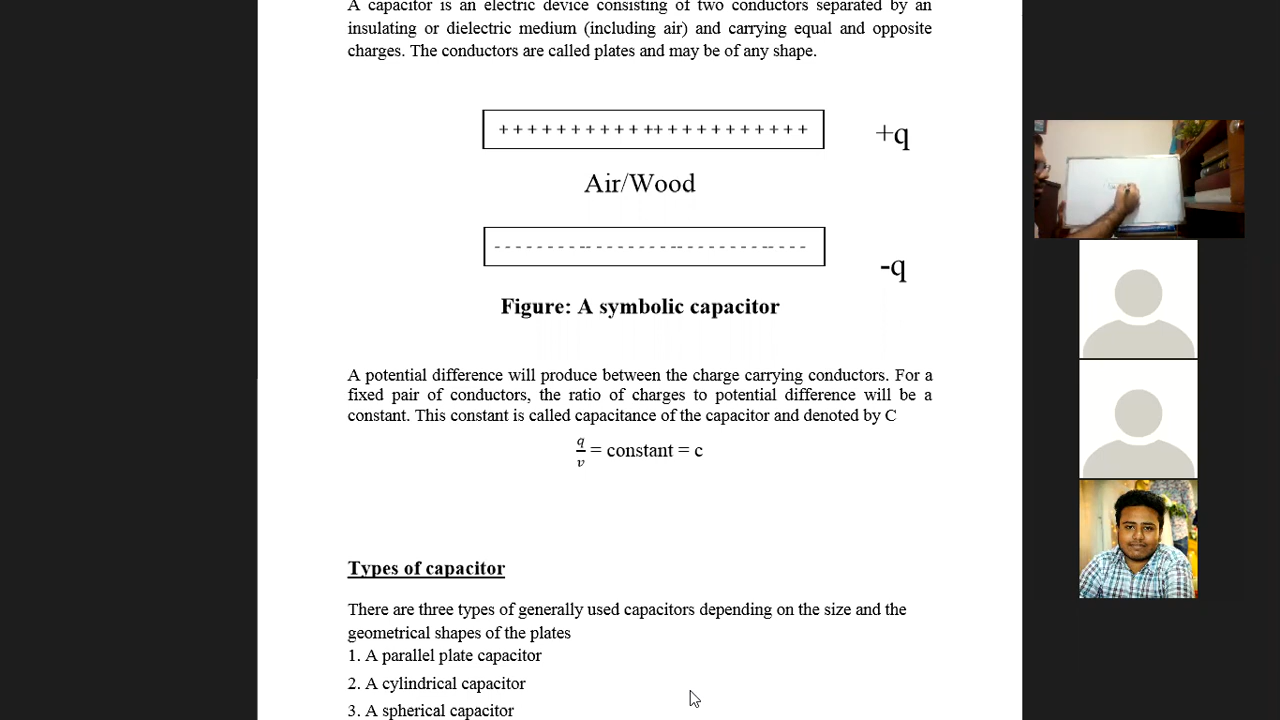 A capacitor is an electric device consisting of two conductors separated by an
insulating or dielectric medium (including air) and carrying equal and opposite
charges. The conductors are called plates and may be of any shape.
+ + + + + + + + + + ++ + + + + + + + + + +
+q
Air/Wood
- - - - - - - - -- - - - - - - - - -- - - - - - - - - -- - - -
-q
Figure: A symbolic capacitor
A potential difference will produce between the charge carrying conductors. For a
fixed pair of conductors, the ratio of charges to potential difference will be a
constant. This constant is called capacitance of the capacitor and denoted by C
q/v = constant = c
Types of capacitor
There are three types of generally used capacitors depending on the size and the
geometrical shapes of the plates
1. A parallel plate capacitor
2. A cylindrical capacitor
3. A spherical capacitor